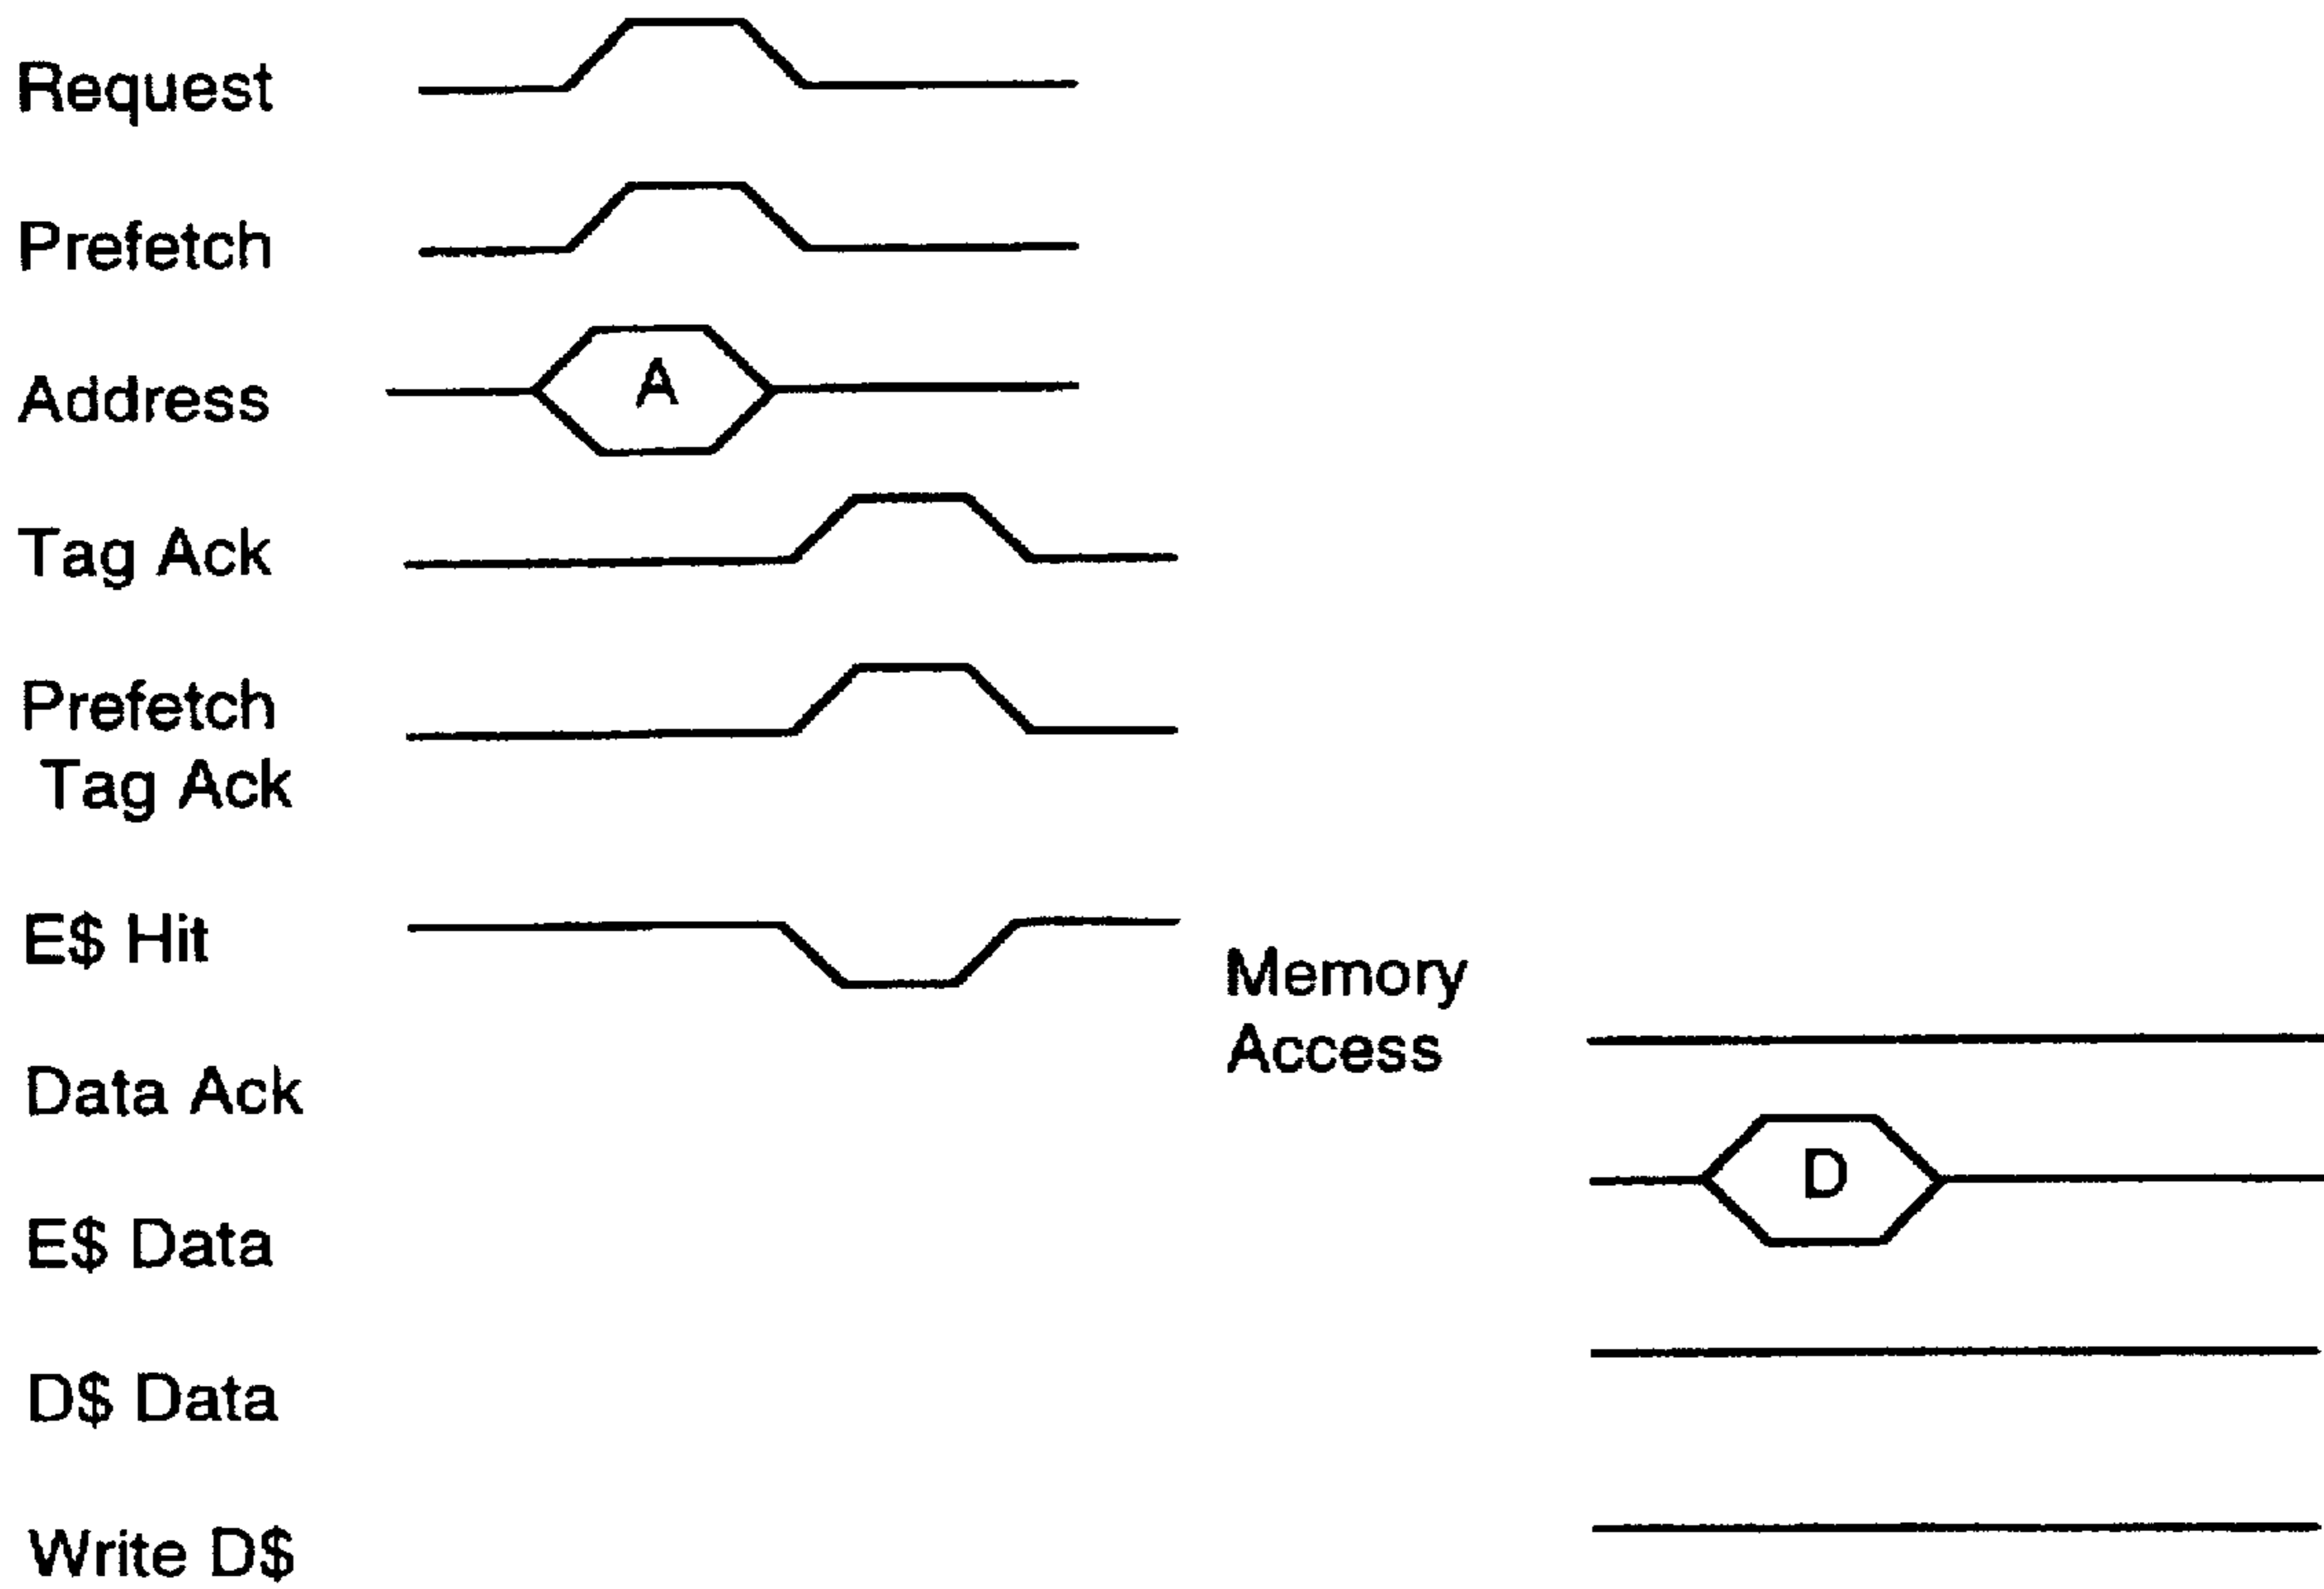 Request
Prefetch
Address
A
Tag Ack
Prefetch
Tag Ack
E$ Hit
Memory
Access
Data Ack
D
E$ Data
D$ Data
Write D$